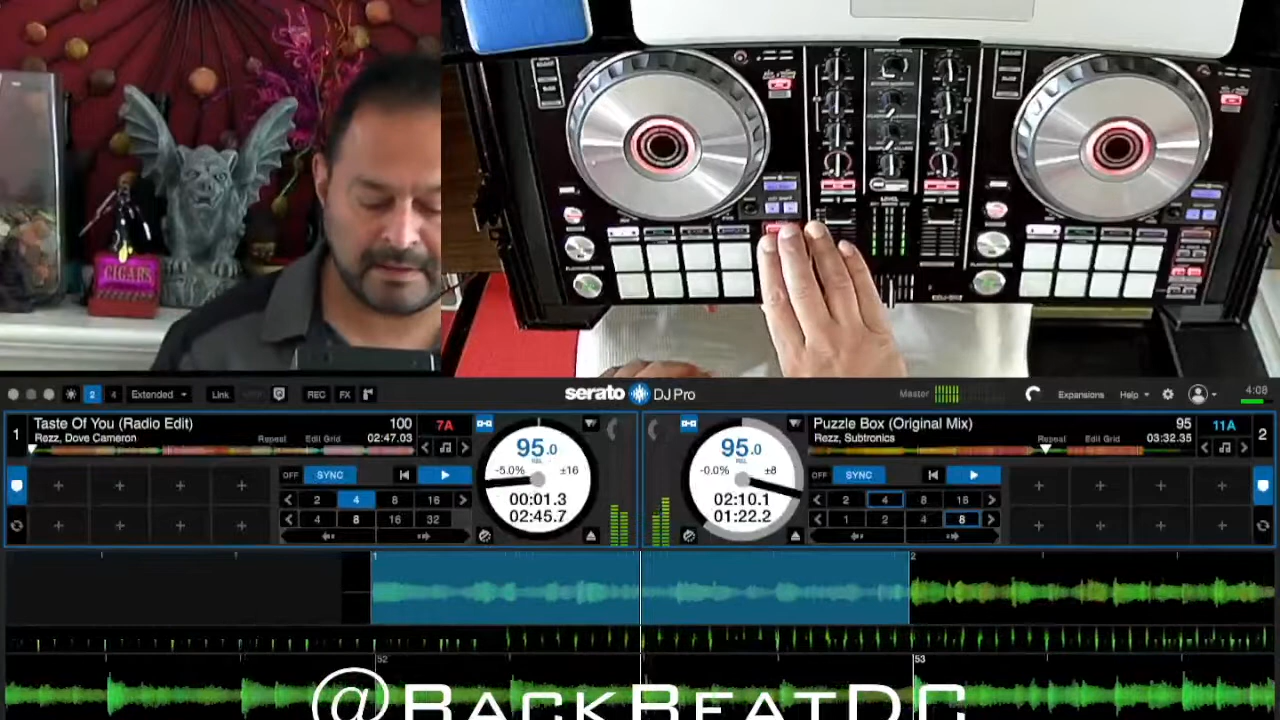 CIGARS
serato DJ Pro
2 4 Extended Link REC FX
Master Expansions Help 4:08
1 Taste Of You (Radio Edit) 100 7A
Rezz, Dove Cameron Repeat Edit Grid 02:47.03
OFF SYNC
2 4 8 16
4 8 16 32
95.0
-5.0% ±16
00:01.3
02:45.7
95.0
-0.0% ±8
02:10.1
01:22.2
Puzzle Box (Original Mix) 95 11A 2
Rezz, Subtronics Repeat Edit Grid 03:32.35
OFF SYNC
2 4 8 16
1 2 4 8
1 2
52 53
@BackBeatDC